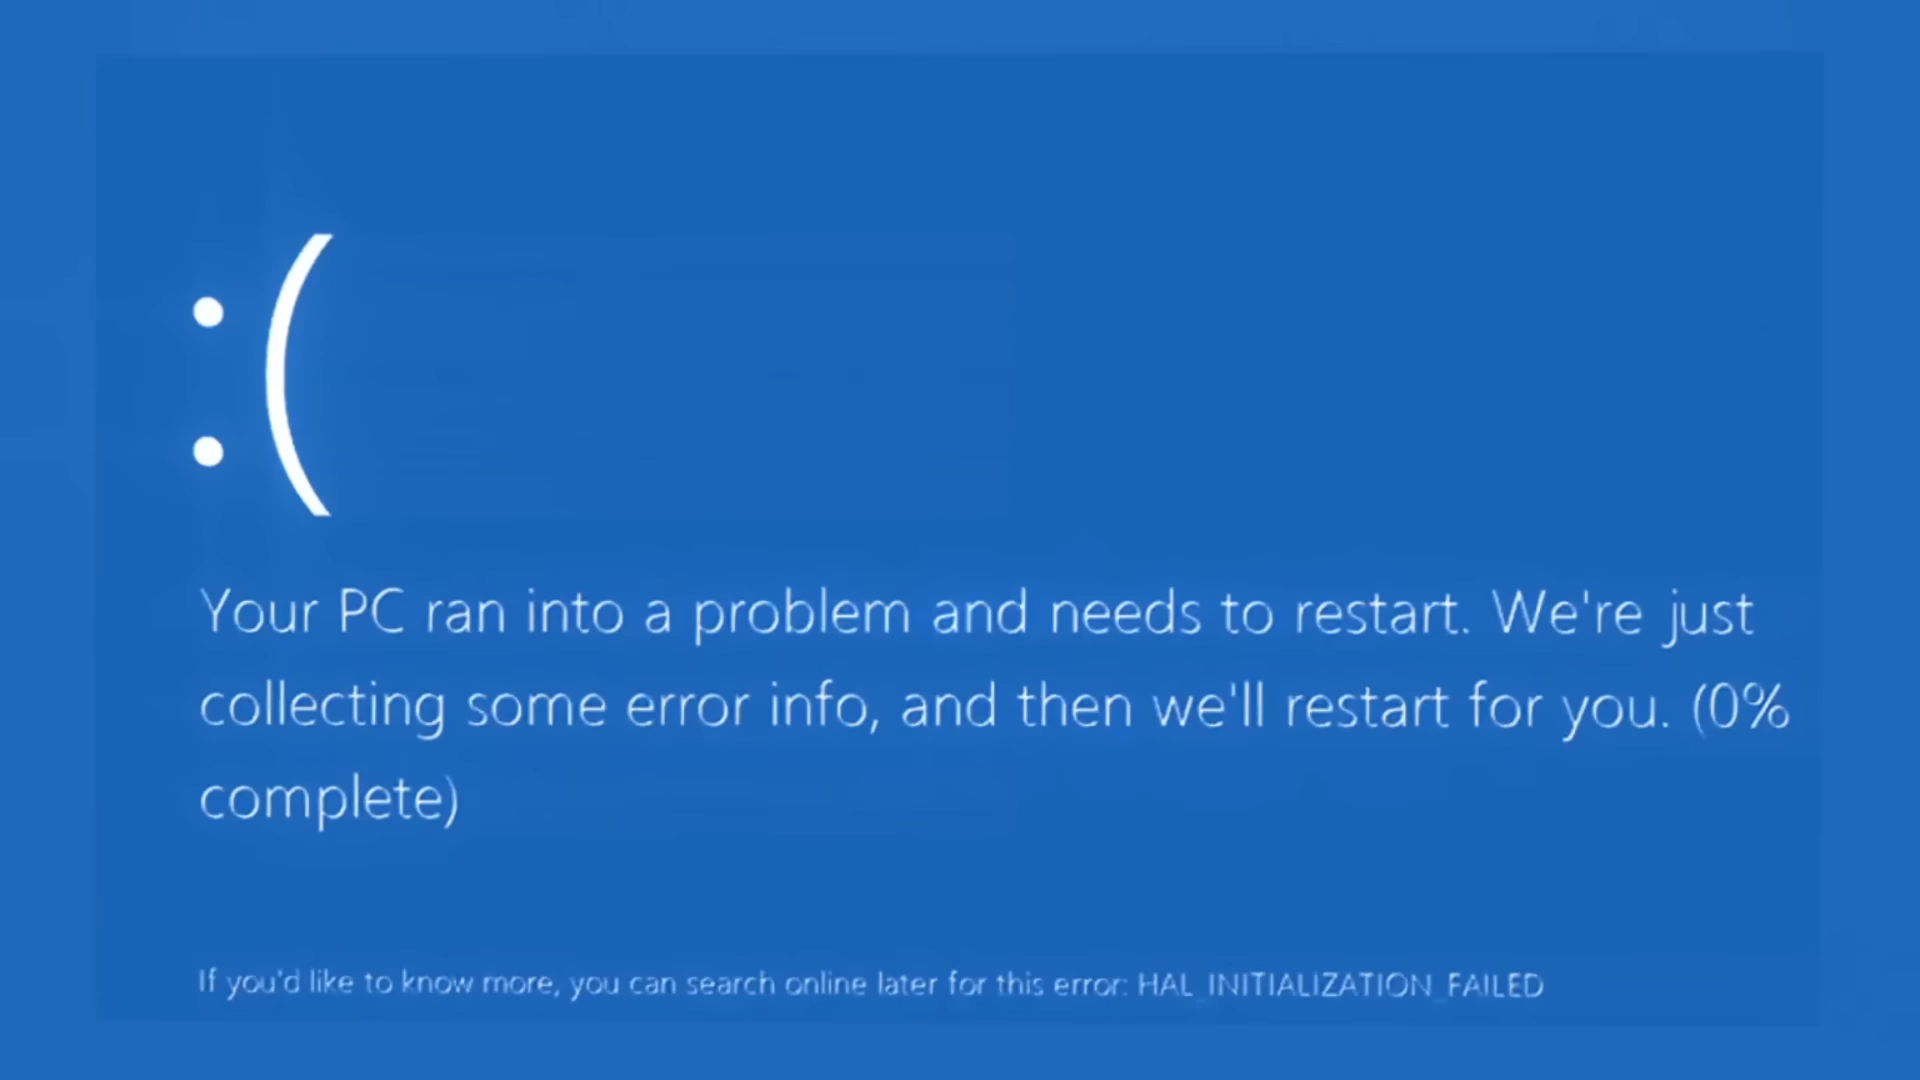 :(
Your PC ran into a problem and needs to restart. We're just
collecting some error info, and then we'll restart for you. (0%
complete)
If you'd like to know more, you can search online later for this error: HAL_INITIALIZATION_FAILED